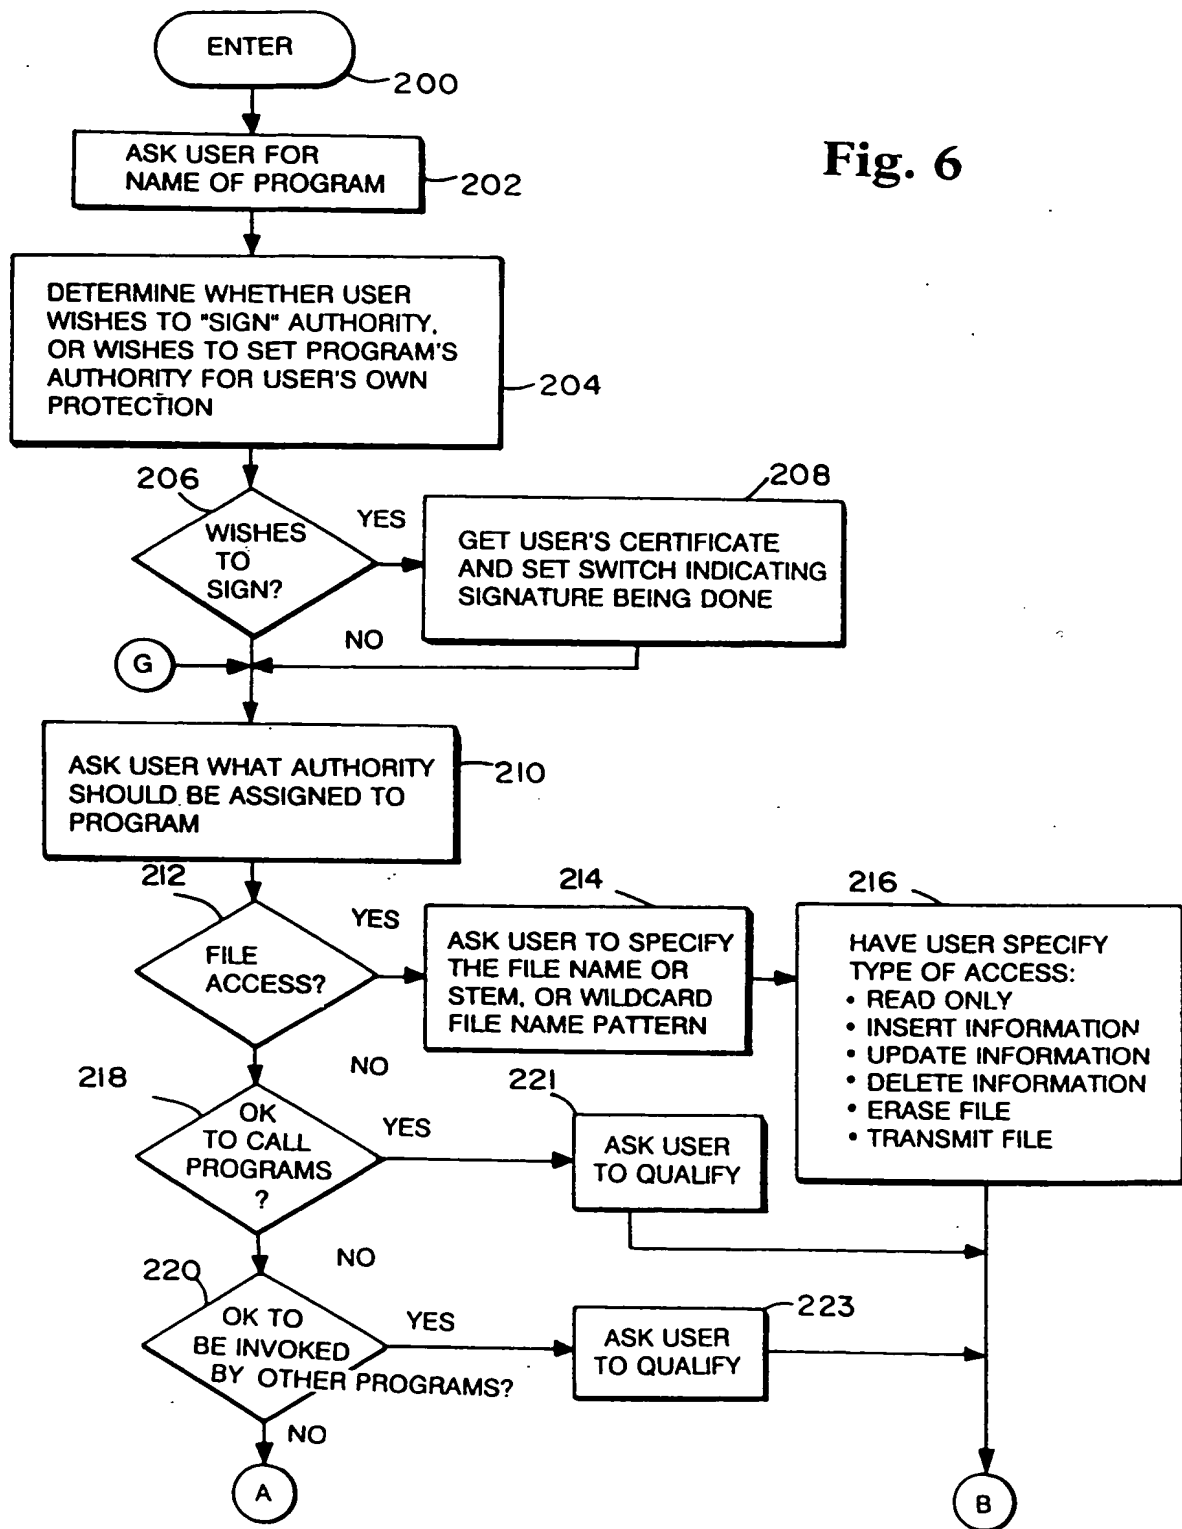 ENTER
200
Fig. 6
ASK USER FOR
NAME OF PROGRAM
202
DETERMINE WHETHER USER
WISHES TO "SIGN" AUTHORITY,
OR WISHES TO SET PROGRAM'S
AUTHORITY FOR USER'S OWN
PROTECTION
204
206
WISHES
TO
SIGN?
YES
208
GET USER'S CERTIFICATE
AND SET SWITCH INDICATING
SIGNATURE BEING DONE
NO
G
ASK USER WHAT AUTHORITY
SHOULD BE ASSIGNED TO
PROGRAM
210
212
FILE
ACCESS?
YES
214
ASK USER TO SPECIFY
THE FILE NAME OR
STEM, OR WILDCARD
FILE NAME PATTERN
216
HAVE USER SPECIFY
TYPE OF ACCESS:
• READ ONLY
• INSERT INFORMATION
• UPDATE INFORMATION
• DELETE INFORMATION
• ERASE FILE
• TRANSMIT FILE
NO
218
OK
TO CALL
PROGRAMS
?
YES
221
ASK USER
TO QUALIFY
NO
220
OK TO
BE INVOKED
BY OTHER PROGRAMS?
YES
223
ASK USER
TO QUALIFY
NO
A
B